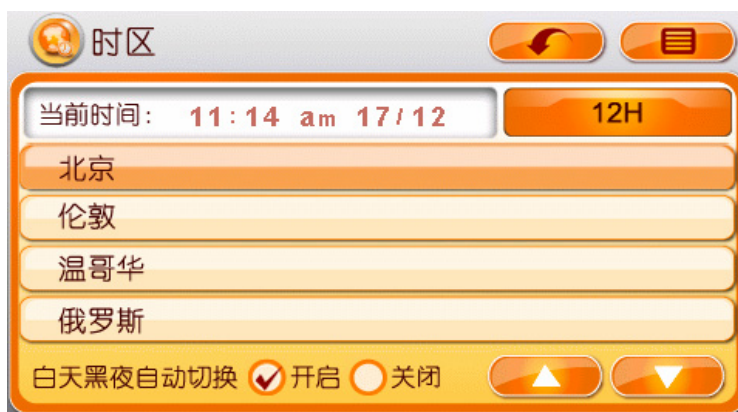 时区
当前时间： 11:14 am 17/12 12H
北京
伦敦
温哥华
俄罗斯
白天黑夜自动切换 开启 关闭